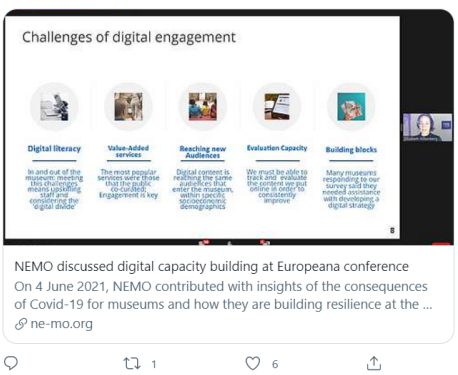 Challenges of digital engagement
Digital literacy
In and out of the
museum: meeting
this challenges
means upskilling
staff and
considering the
'digital divide'
Value-Added
services
The most popular
services were those
that the public
co-curated;
Engagement is key
Reaching new
Audiences
Digital content is
reaching the same
audiences that
enter the museum,
within specific
socioeconomic
demographics
Evaluation Capacity
We must be able to
track and evaluate
the content we put
online in order to
consistently
improve
Building blocks
Many museums
responding to our
survey said they
needed assistance
with developing a
digital strategy
8
NEMO discussed digital capacity building at Europeana conference
On 4 June 2021, NEMO contributed with insights of the consequences
of Covid-19 for museums and how they are building resilience at the ...
ne-mo.org
1
6